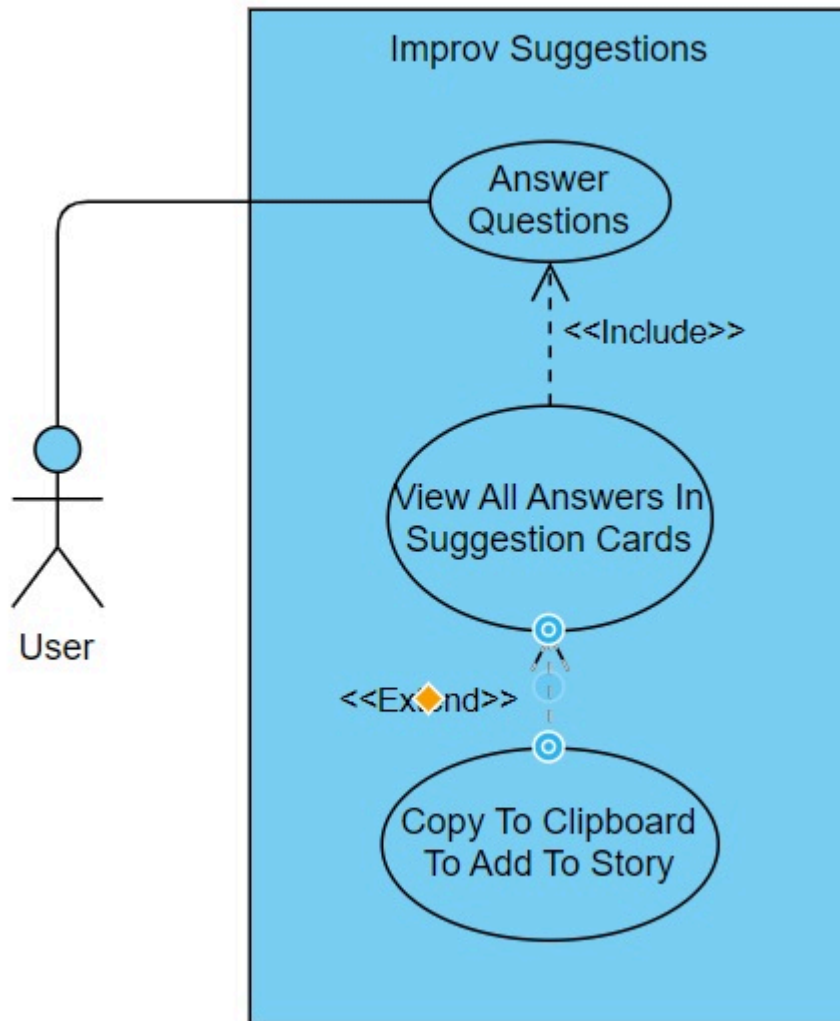 Improv Suggestions
Answer
Questions
<<Include>>
View All Answers In
Suggestion Cards
User
<<Extend>>
Copy To Clipboard
To Add To Story